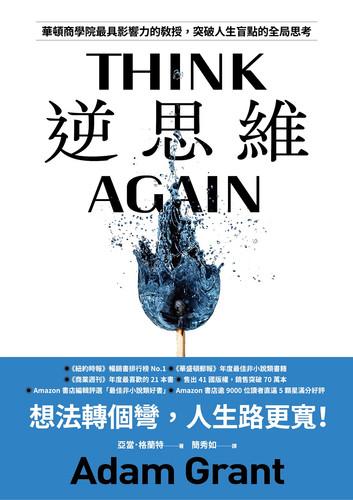 華頓商學院最具影響力的教授,突破人生盲點的全局思考
THINK
逆思維
AGAIN
●《紐約時報》暢銷書排行榜 No.1 ●《華盛頓郵報》年度最佳非小說類書籍
●《商業週刊》年度最喜歡的 21 本書 ● 售出 41 國版權,銷售突破 70 萬本
● Amazon 書店編輯評選「最佳非小說類好書」 ● Amazon 書店逾 9000 位讀者直逼 5 顆星滿分好評
想法轉個彎,人生路更寬!
亞當·格蘭特——著 簡秀如——譯
Adam Grant